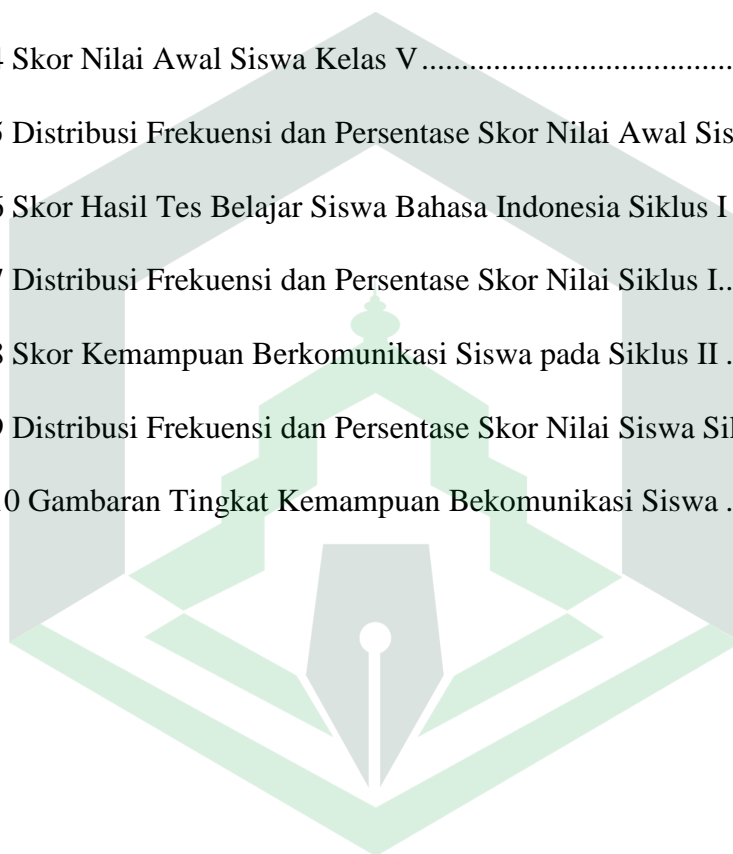 4 Skor Nilai Awal Siswa Kelas V...................................
5 Distribusi Frekuensi dan Persentase Skor Nilai Awal Sis
6 Skor Hasil Tes Belajar Siswa Bahasa Indonesia Siklus I
7 Distribusi Frekuensi dan Persentase Skor Nilai Siklus I..
8 Skor Kemampuan Berkomunikasi Siswa pada Siklus II .
9 Distribusi Frekuensi dan Persentase Skor Nilai Siswa Sik
10 Gambaran Tingkat Kemampuan Bekomunikasi Siswa .